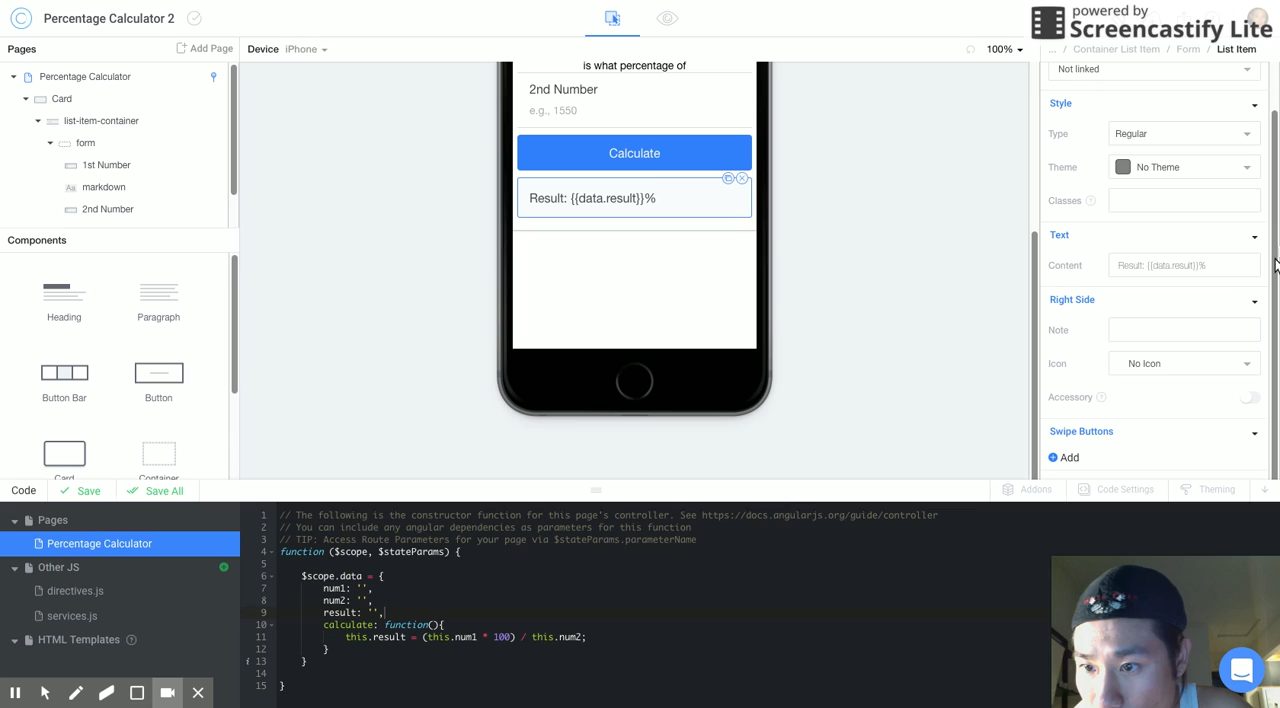 Percentage Calculator 2
powered by
Screencastify Lite
Pages
Add Page
Device iPhone
100%
... / Container List Item / Form / List Item
Percentage Calculator
Card
list-item-container
form
1st Number
markdown
2nd Number
Components
Heading
Paragraph
Button Bar
Button
Card
Container
is what percentage of
2nd Number
e.g., 1550
Calculate
Result: {{data.result}}%
Not linked
Style
Type Regular
Theme No Theme
Classes ?
Text
Content Result: {{data.result}}%
Right Side
Note
Icon No Icon
Accessory ?
Swipe Buttons
Add
Code Save Save All
Addons Code Settings Theming
Pages
Percentage Calculator
Other JS
directives.js
services.js
HTML Templates ?
1 // The following is the constructor function for this page's controller. See https://docs.angularjs.org/guide/controller
2 // You can include any angular dependencies as parameters for this function
3 // TIP: Access Route Parameters for your page via $stateParams.parameterName
4 function ($scope, $stateParams) {
5
6 $scope.data = {
7 num1: '',
8 num2: '',
9 result: '',
10 calculate: function(){
11 this.result = (this.num1 * 100) / this.num2;
12 }
i 13 }
14
15 }